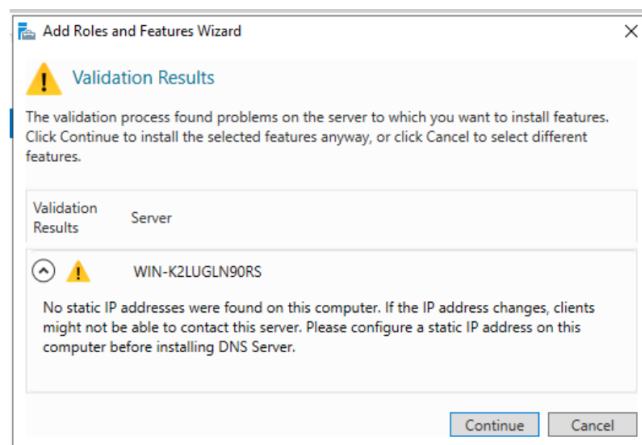 Add Roles and Features Wizard
Validation Results
The validation process found problems on the server to which you want to install features.
Click Continue to install the selected features anyway, or click Cancel to select different
features.
Validation
Results
Server
WIN-K2LUGLN90RS
No static IP addresses were found on this computer. If the IP address changes, clients
might not be able to contact this server. Please configure a static IP address on this
computer before installing DNS Server.
Continue
Cancel